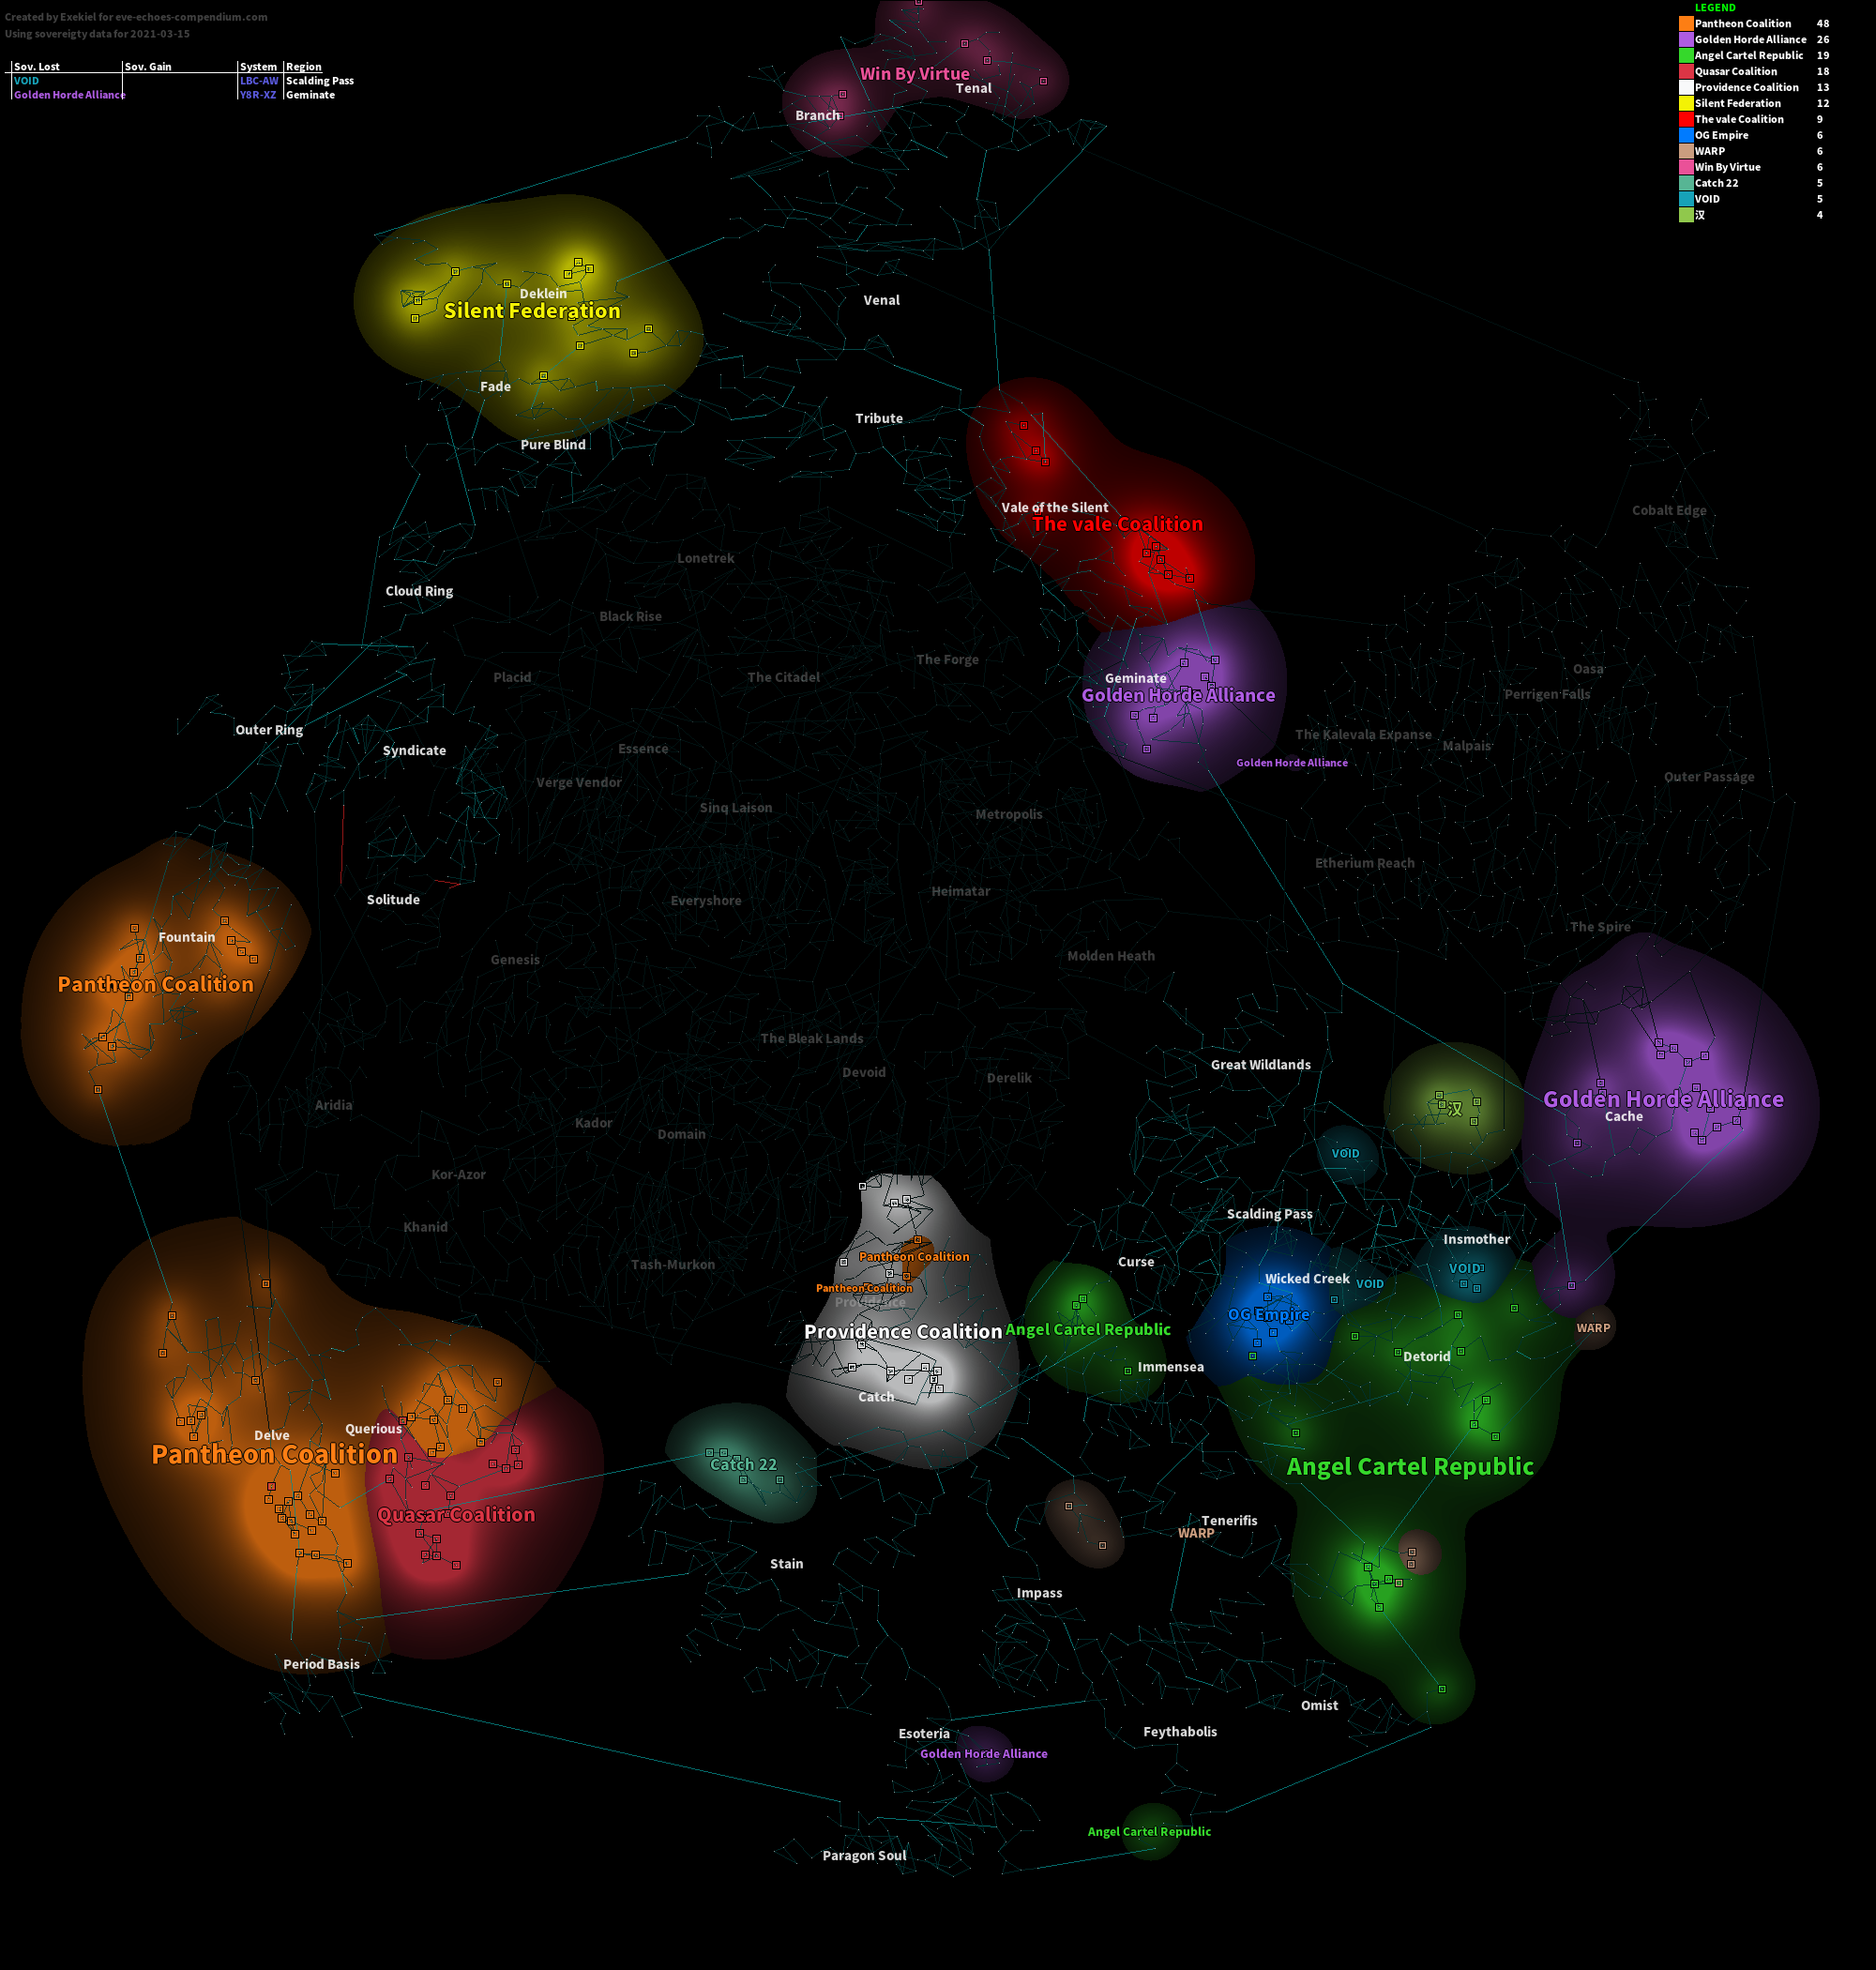 Created by Exekiel for eve-echoes-compendium.com
Using sovereigty data for 2021-03-15
Sov. Lost Sov. Gain System Region
VOID LBC-AW Scalding Pass
Golden Horde Alliance Y8R-XZ Geminate
LEGEND
Pantheon Coalition 48
Golden Horde Alliance 26
Angel Cartel Republic 19
Quasar Coalition 18
Providence Coalition 13
Silent Federation 12
The vale Coalition 9
OG Empire 6
WARP 6
Win By Virtue 6
Catch 22 5
VOID 5
汉 4
Win By Virtue
Tenal
Branch
Deklein
Silent Federation
Venal
Fade
Tribute
Pure Blind
Vale of the Silent
The vale Coalition
Cobalt Edge
Lonetrek
Cloud Ring
Black Rise
The Forge
Oasa
Placid
The Citadel
Geminate
Golden Horde Alliance
Perrigen Falls
Outer Ring
Syndicate
Essence
The Kalevala Expanse
Malpais
Golden Horde Alliance
Outer Passage
Verge Vendor
Sinq Laison
Metropolis
Etherium Reach
Solitude
Everyshore
Heimatar
The Spire
Fountain
Genesis
Molden Heath
Pantheon Coalition
The Bleak Lands
Great Wildlands
Devoid
Derelik
Golden Horde Alliance
Cache
汉
Aridia
Kador
Domain
VOID
Kor-Azor
Scalding Pass
Khanid
Insmother
Pantheon Coalition
Tash-Murkon
Curse
VOID
Wicked Creek
VOID
Pantheon Coalition
Providence
OG Empire
WARP
Providence Coalition
Angel Cartel Republic
Detorid
Immensea
Catch
Querious
Delve
Pantheon Coalition
Catch 22
Angel Cartel Republic
Quasar Coalition
Tenerifis
WARP
Stain
Impass
Period Basis
Omist
Esoteria
Feythabolis
Golden Horde Alliance
Angel Cartel Republic
Paragon Soul